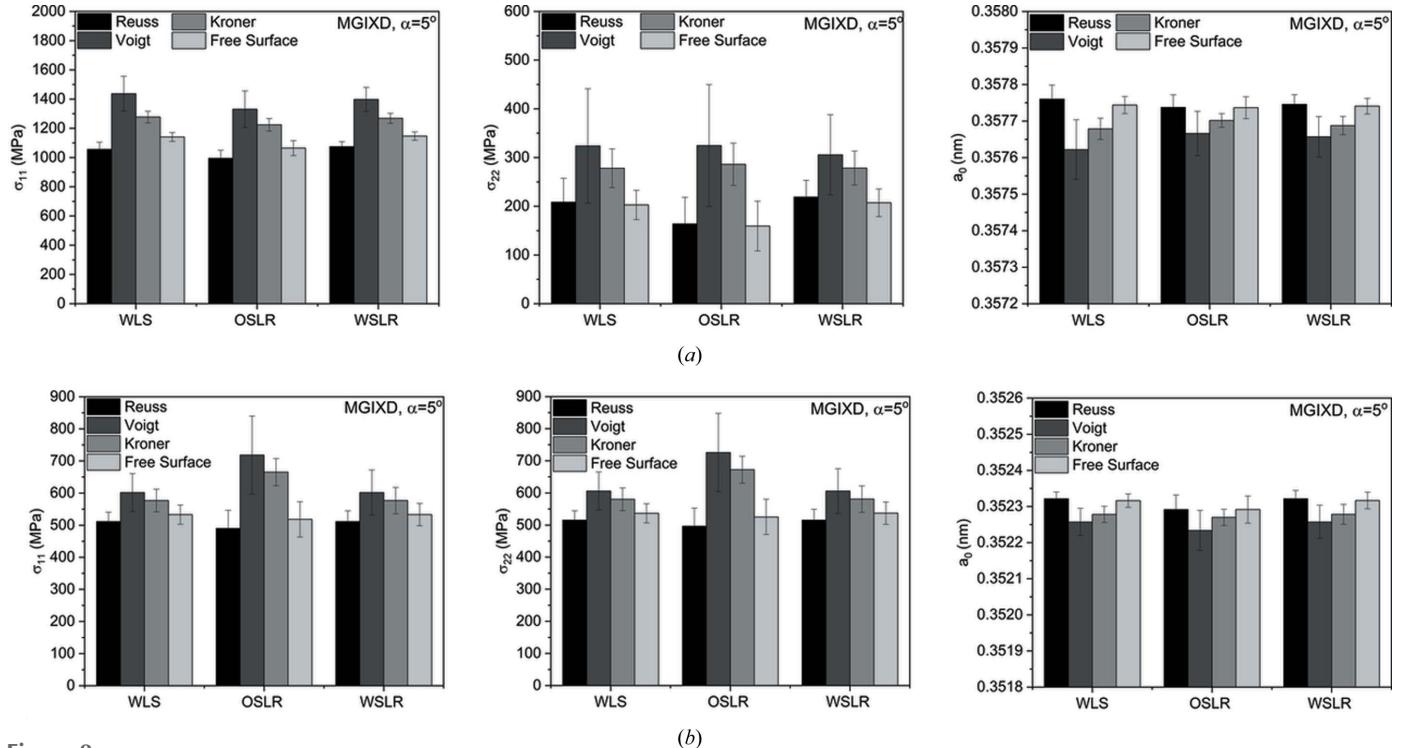 2000
1800
1600
1400
1200
1000
800
600
400
200
0
σ11 (MPa)
Reuss Kroner
Voigt Free Surface
MGIXD, α=5º
WLS OSLR WSLR
600
500
400
300
200
100
0
σ22 (MPa)
Reuss Kroner
Voigt Free Surface
MGIXD, α=5º
WLS OSLR WSLR
0.3580
0.3579
0.3578
0.3577
0.3576
0.3575
0.3574
0.3573
0.3572
a0 (nm)
Reuss Kroner
Voigt Free Surface
MGIXD, α=5º
WLS OSLR WSLR
(a)
900
800
700
600
500
400
300
200
100
0
σ11 (MPa)
Reuss
Voigt
Kroner
Free Surface
MGIXD, α=5º
WLS OSLR WSLR
900
800
700
600
500
400
300
200
100
0
σ22 (MPa)
Reuss
Voigt
Kroner
Free Surface
MGIXD, α=5º
WLS OSLR WSLR
0.3526
0.3525
0.3524
0.3523
0.3522
0.3521
0.3520
0.3519
0.3518
a0 (nm)
Reuss
Voigt
Kroner
Free Surface
MGIXD, α=5º
WLS OSLR WSLR
(b)